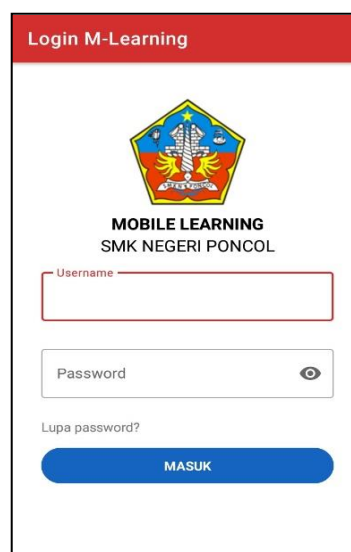 Login M-Learning
MOBILE LEARNING
SMK NEGERI PONCOL
Username
Password
Lupa password?
MASUK